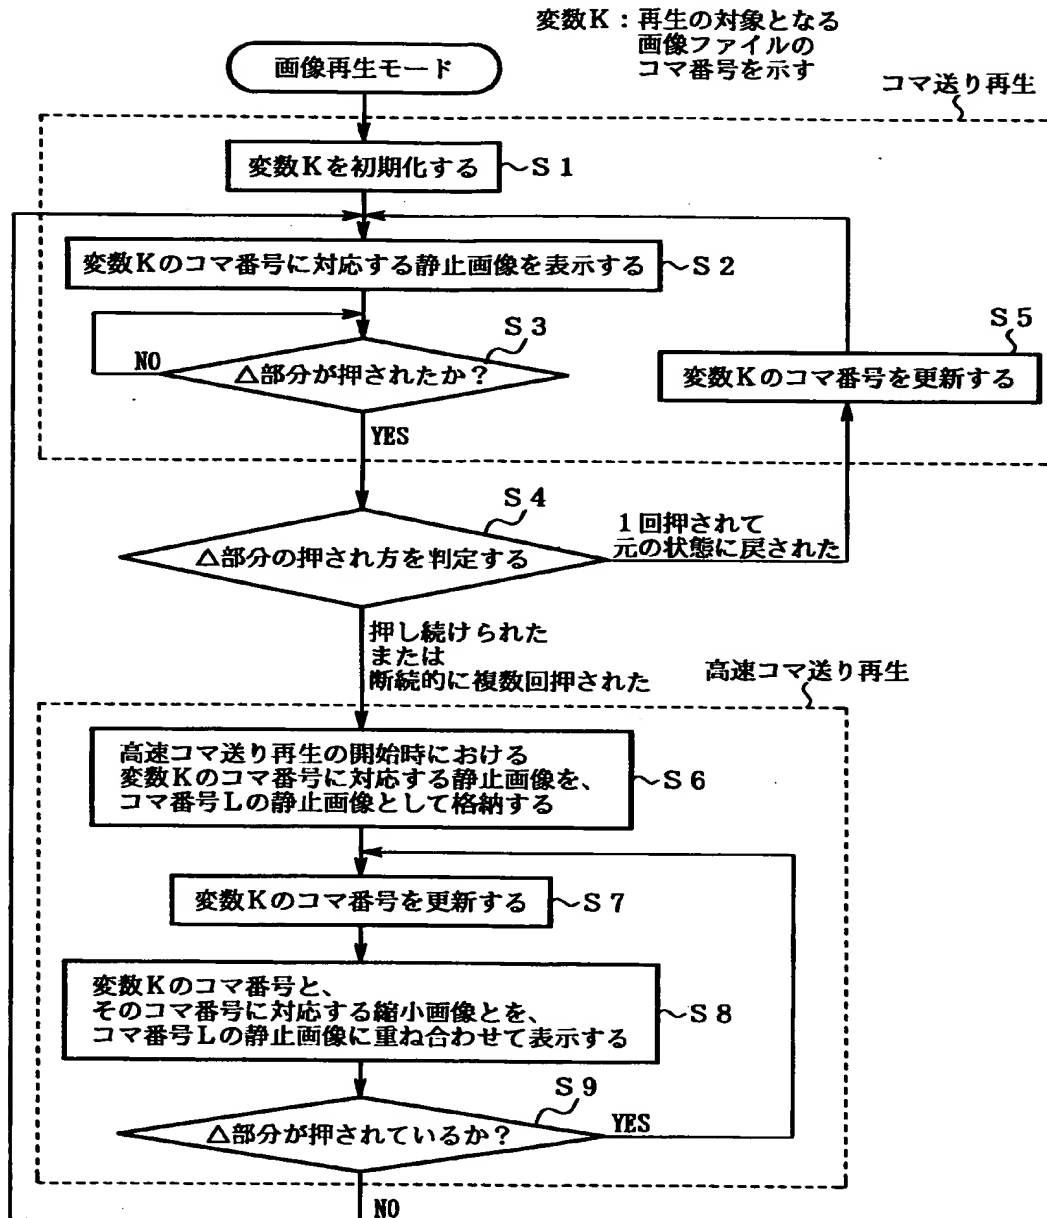 変数K：再生の対象となる
画像ファイルの
コマ番号を示す
画像再生モード
コマ送り再生
変数Kを初期化する
S1
変数Kのコマ番号に対応する静止画像を表示する
S2
S3
NO
△部分が押されたか？
YES
S5
変数Kのコマ番号を更新する
S4
△部分の押され方を判定する
1回押されて
元の状態に戻された
押し続けられた
または
断続的に複数回押された
高速コマ送り再生
高速コマ送り再生の開始時における
変数Kのコマ番号に対応する静止画像を、
コマ番号Lの静止画像として格納する
S6
変数Kのコマ番号を更新する
S7
変数Kのコマ番号と、
そのコマ番号に対応する縮小画像とを、
コマ番号Lの静止画像に重ね合わせて表示する
S8
S9
△部分が押されているか？
YES
NO